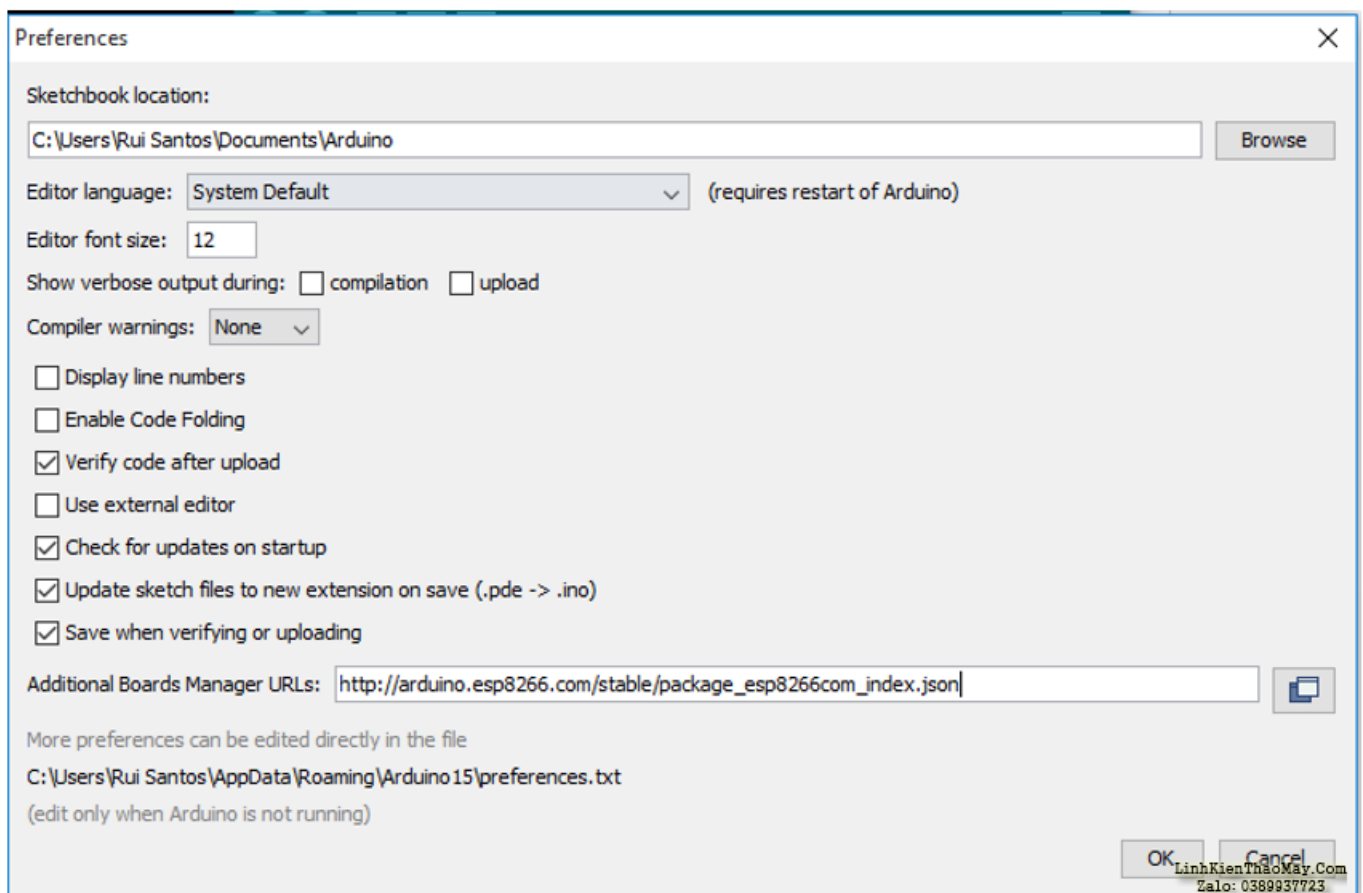 Preferences
Sketchbook location:
C:\Users\Rui Santos\Documents\Arduino Browse
Editor language: System Default (requires restart of Arduino)
Editor font size: 12
Show verbose output during: compilation upload
Compiler warnings: None
Display line numbers
Enable Code Folding
Verify code after upload
Use external editor
Check for updates on startup
Update sketch files to new extension on save (.pde -> .ino)
Save when verifying or uploading
Additional Boards Manager URLs: http://arduino.esp8266.com/stable/package_esp8266com_index.json
More preferences can be edited directly in the file
C:\Users\Rui Santos\AppData\Roaming\Arduino15\preferences.txt
(edit only when Arduino is not running)
OK Cancel
LinhKienThaoMay.Com
Zalo: 0389937723